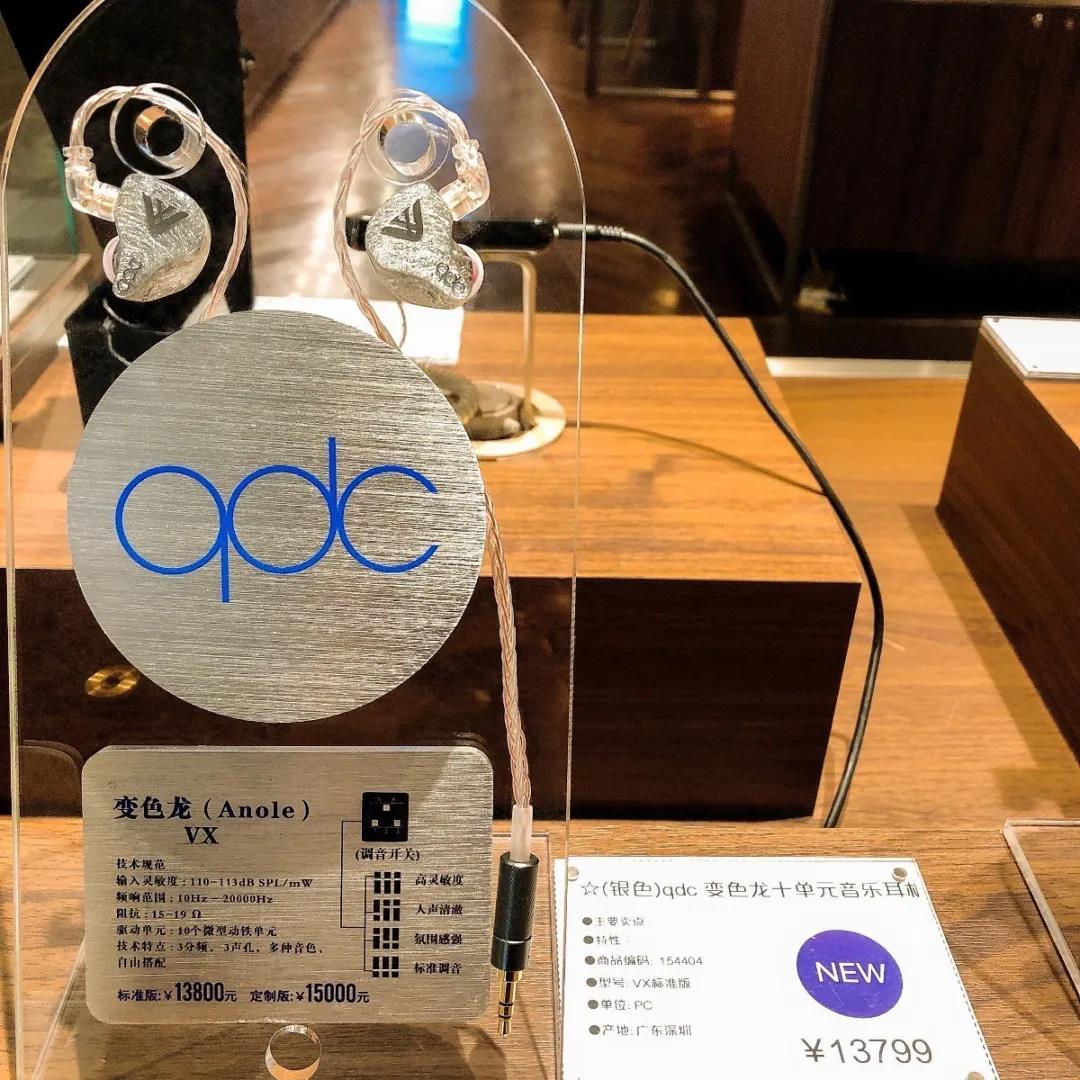 qdc
qdc
qdc
变色龙（Anole）
VX
技术规范
输入灵敏度：110-113dB SPL/mW
频响范围：10Hz－20000Hz
阻抗：15-19 Ω
驱动单元：10个微型动铁单元
技术特点：3分频、3声孔，多种音色，
自由搭配
标准版:￥13800元 定制版:￥15000元
(调音开关)
高灵敏度
人声清澈
氛围感强
标准调音
☆(银色)qdc 变色龙十单元音乐耳机
●主要卖点：
●特性：
●商品编码: 154404
●型号: VX标准版
●单位: PC
●产地: 广东深圳
NEW
￥13799